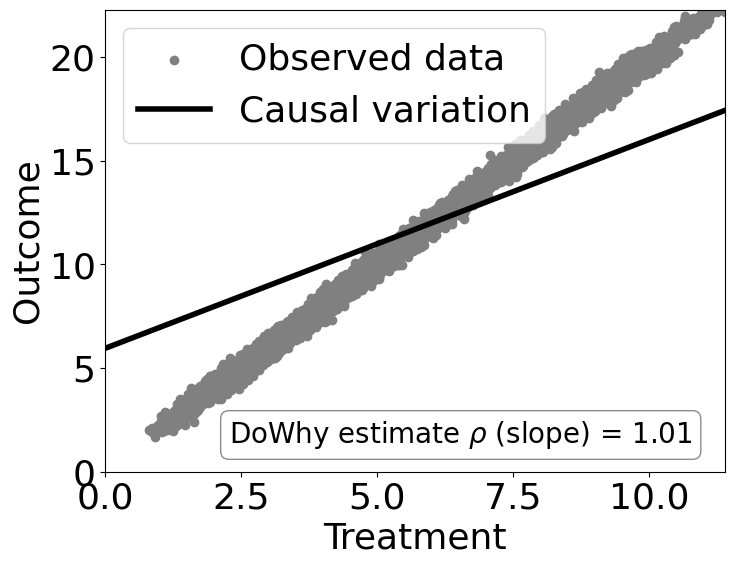 Observed data
Causal variation
20
15
10
5
0
Outcome
DoWhy estimate ρ (slope) = 1.01
0.0 2.5 5.0 7.5 10.0
Treatment